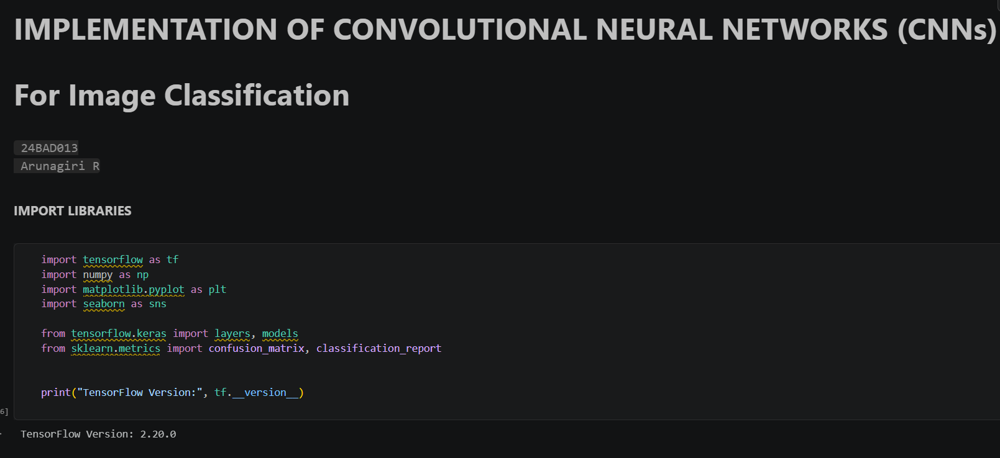 IMPLEMENTATION OF CONVOLUTIONAL NEURAL NETWORKS (CNNs)
For Image Classification
24BAD013
Arunagiri R
IMPORT LIBRARIES
import tensorflow as tf
import numpy as np
import matplotlib.pyplot as plt
import seaborn as sns
from tensorflow.keras import layers, models
from sklearn.metrics import confusion_matrix, classification_report
print("TensorFlow Version:", tf.__version__)
6]
TensorFlow Version: 2.20.0